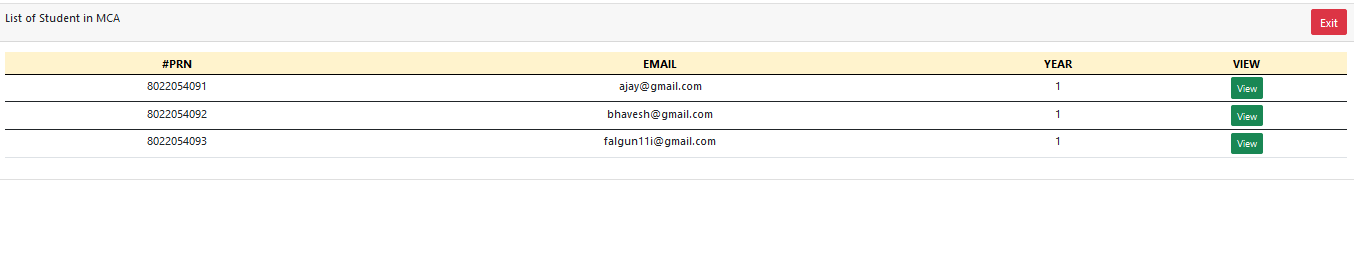 List of Student in MCA
Exit
#PRN EMAIL YEAR VIEW
8022054091 ajay@gmail.com 1 View
8022054092 bhavesh@gmail.com 1 View
8022054093 falgun11i@gmail.com 1 View